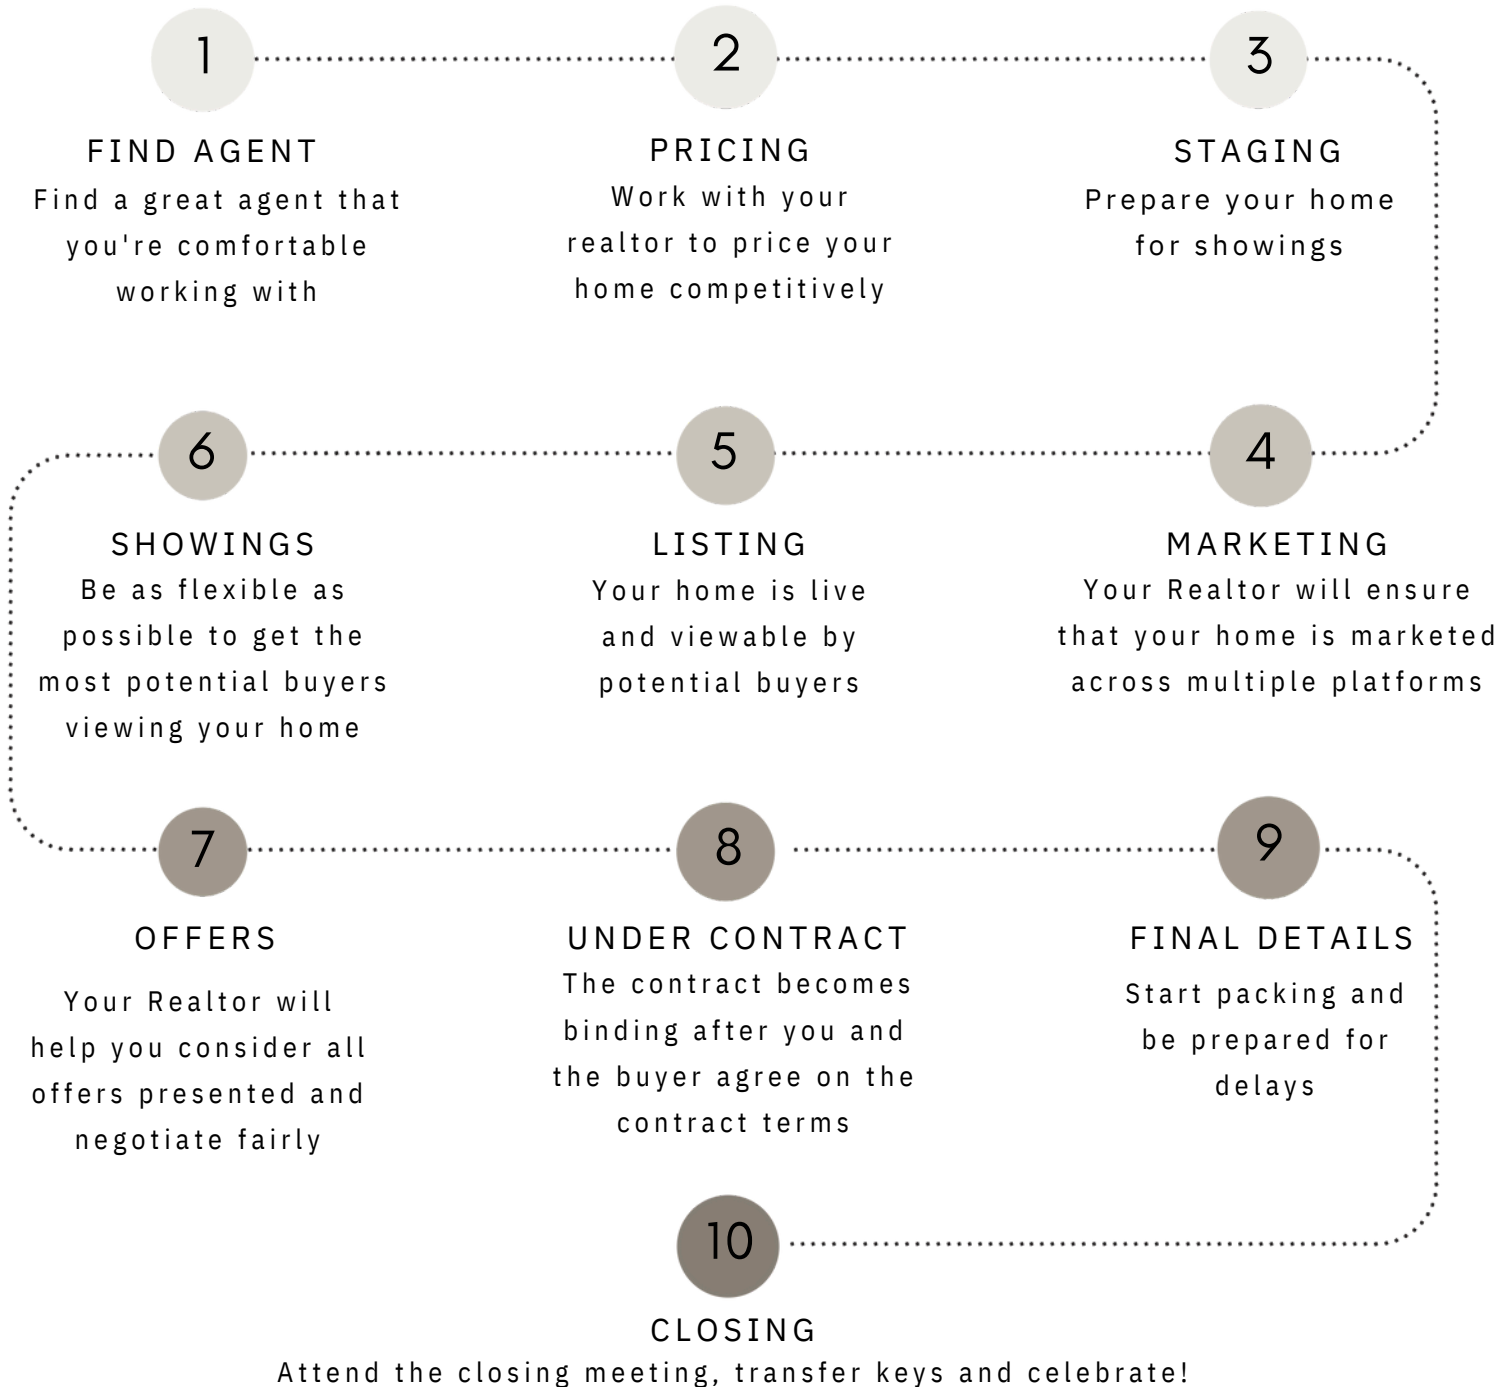 1
FIND AGENT
Find a great agent that
you're comfortable
working with
2
PRICING
Work with your
realtor to price your
home competitively
3
STAGING
Prepare your home
for showings
4
MARKETING
Your Realtor will ensure
that your home is marketed
across multiple platforms
5
LISTING
Your home is live
and viewable by
potential buyers
6
SHOWINGS
Be as flexible as
possible to get the
most potential buyers
viewing your home
7
OFFERS
Your Realtor will
help you consider all
offers presented and
negotiate fairly
8
UNDER CONTRACT
The contract becomes
binding after you and
the buyer agree on the
contract terms
9
FINAL DETAILS
Start packing and
be prepared for
delays
10
CLOSING
Attend the closing meeting, transfer keys and celebrate!